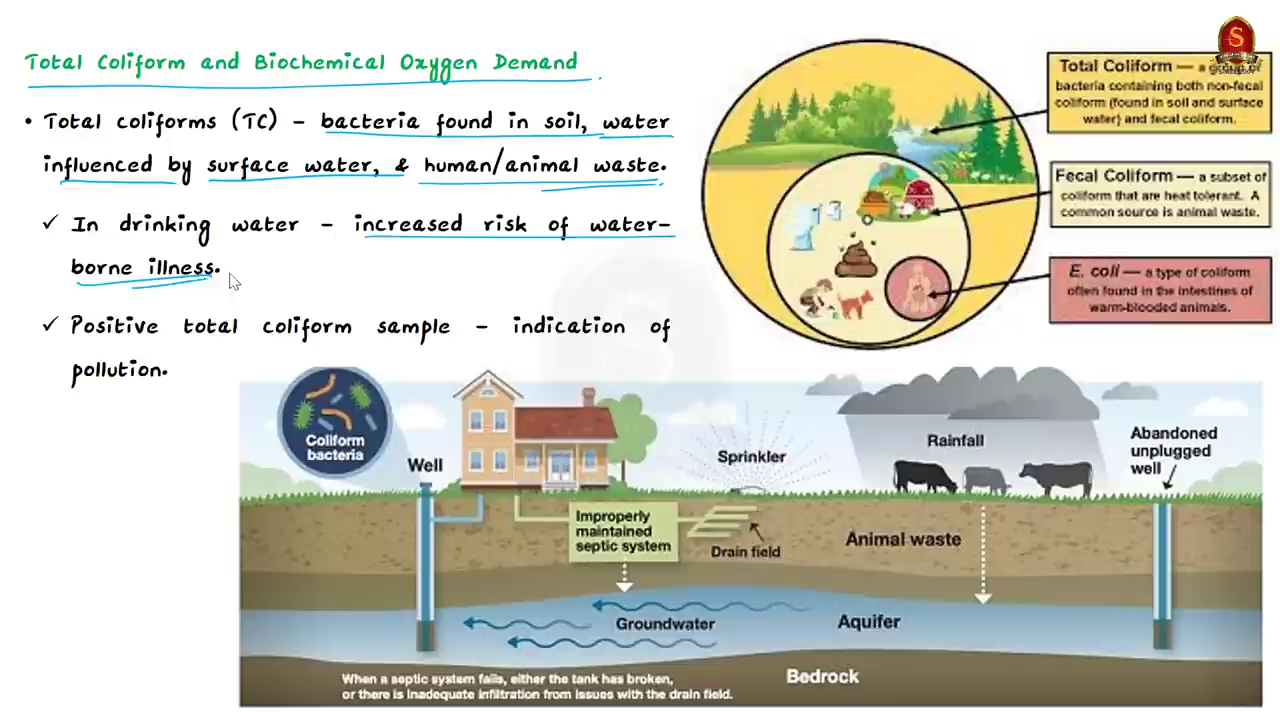 Total Coliform and Biochemical Oxygen Demand
• Total coliforms (TC) – bacteria found in soil, water
influenced by surface water, & human/animal waste.
✓ In drinking water – increased risk of water-
borne illness.
✓ Positive total coliform sample – indication of
pollution.
Total Coliform — a group of
bacteria containing both non-fecal
coliform (found in soil and surface
water) and fecal coliform.
Fecal Coliform — a subset of
coliform that are heat tolerant. A
common source is animal waste.
E. coli — a type of coliform
often found in the intestines of
warm-blooded animals.
Coliform
bacteria
Well
Sprinkler
Rainfall
Abandoned
unplugged
well
Improperly
maintained
septic system
Drain field
Animal waste
Groundwater
Aquifer
Bedrock
When a septic system fails, either the tank has broken,
or there is inadequate infiltration from issues with the drain field.